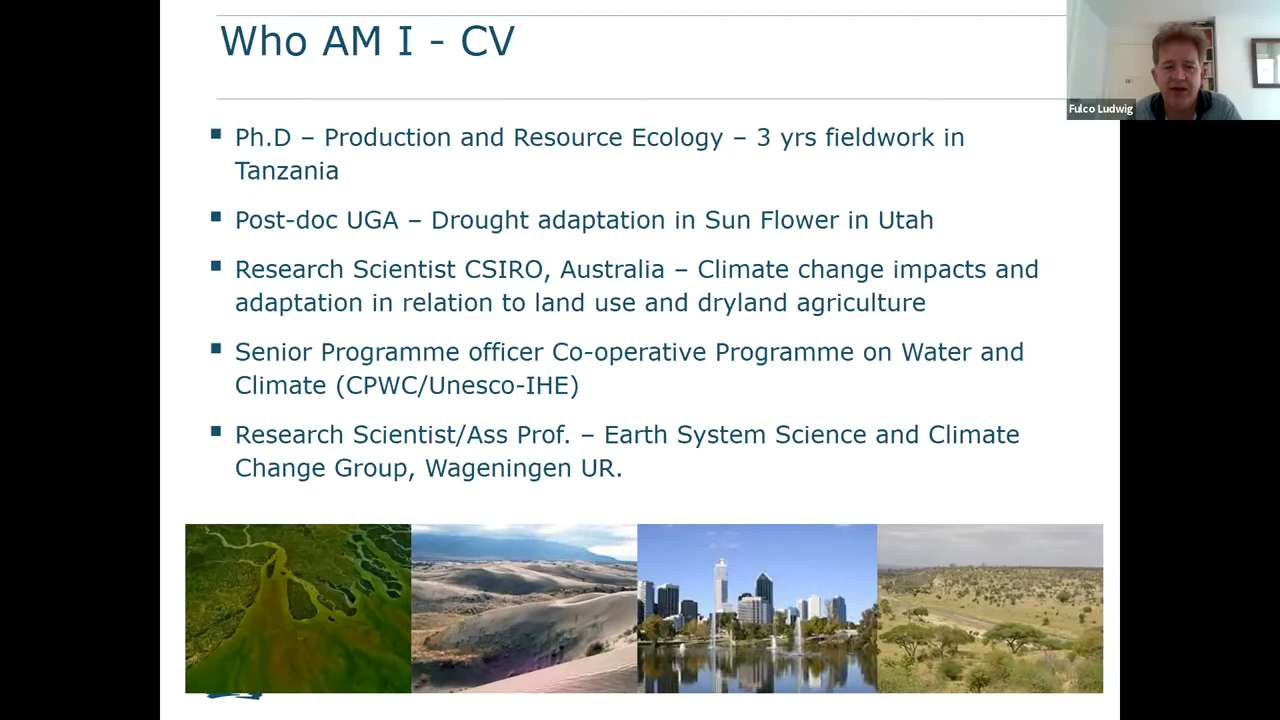 Who AM I - CV
Fulco Ludwig
▪ Ph.D – Production and Resource Ecology – 3 yrs fieldwork in
Tanzania
▪ Post-doc UGA – Drought adaptation in Sun Flower in Utah
▪ Research Scientist CSIRO, Australia – Climate change impacts and
adaptation in relation to land use and dryland agriculture
▪ Senior Programme officer Co-operative Programme on Water and
Climate (CPWC/Unesco-IHE)
▪ Research Scientist/Ass Prof. – Earth System Science and Climate
Change Group, Wageningen UR.